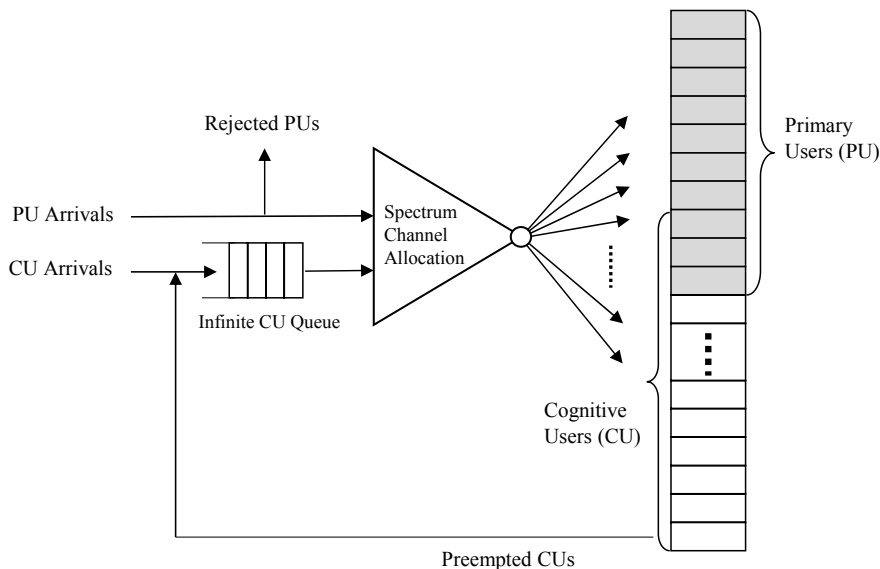 Rejected PUs
Primary
Users (PU)
PU Arrivals
Spectrum
Channel
Allocation
CU Arrivals
Infinite CU Queue
Cognitive
Users (CU)
Preempted CUs